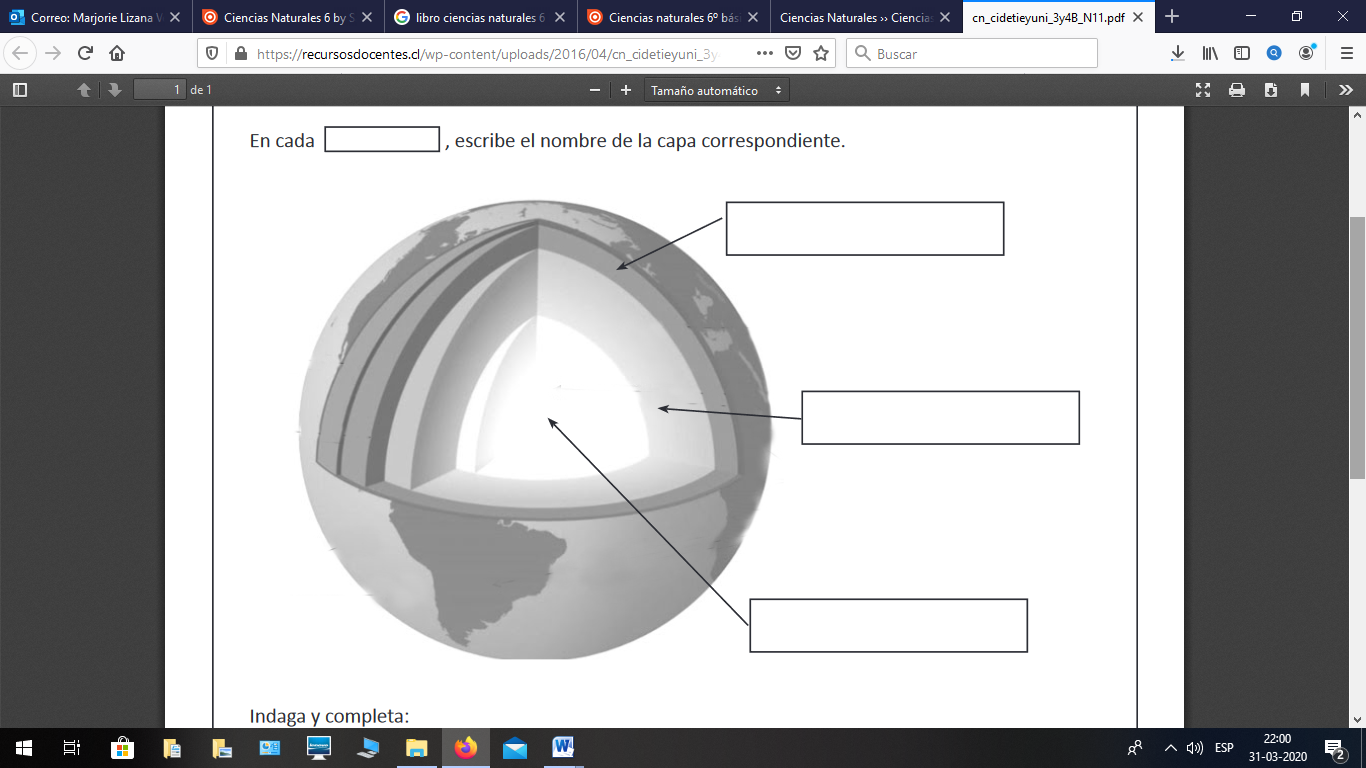 Correo: Marjorie Lizana V
Ciencias Naturales 6 by S
libro ciencias naturales 6
Ciencias naturales 6º bás
Ciencias Naturales ›› Ciencias
cn_cidetieyuni_3y4B_N11.pdf
https://recursosdocentes.cl/wp-content/uploads/2016/04/cn_cidetieyuni_3y
Buscar
1 de 1
Tamaño automático
En cada , escribe el nombre de la capa correspondiente.
Indaga y completa:
ESP
22:00
31-03-2020
2